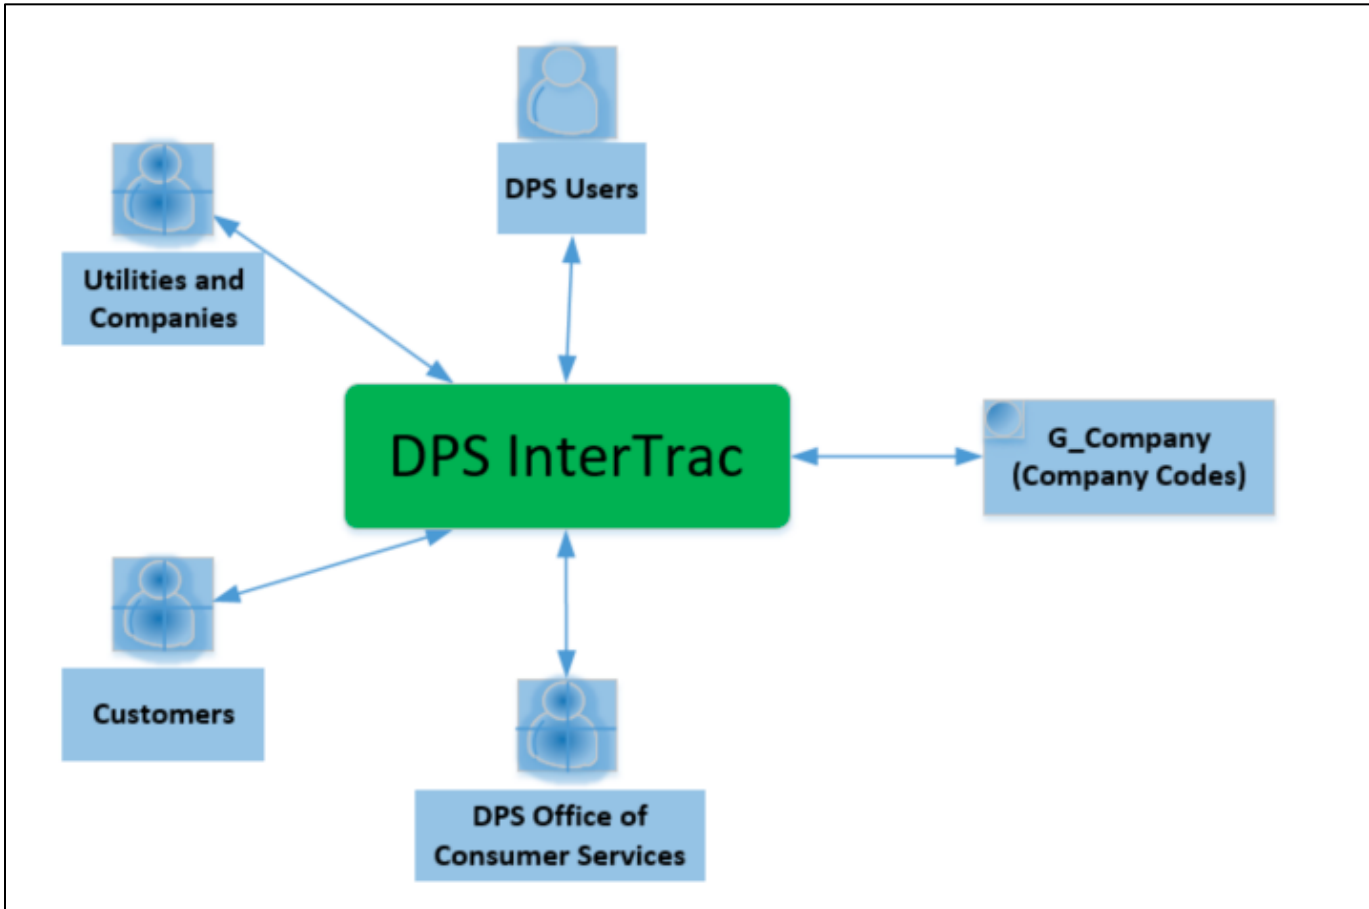 DPS Users
Utilities and
Companies
DPS InterTrac
G_Company
(Company Codes)
Customers
DPS Office of
Consumer Services